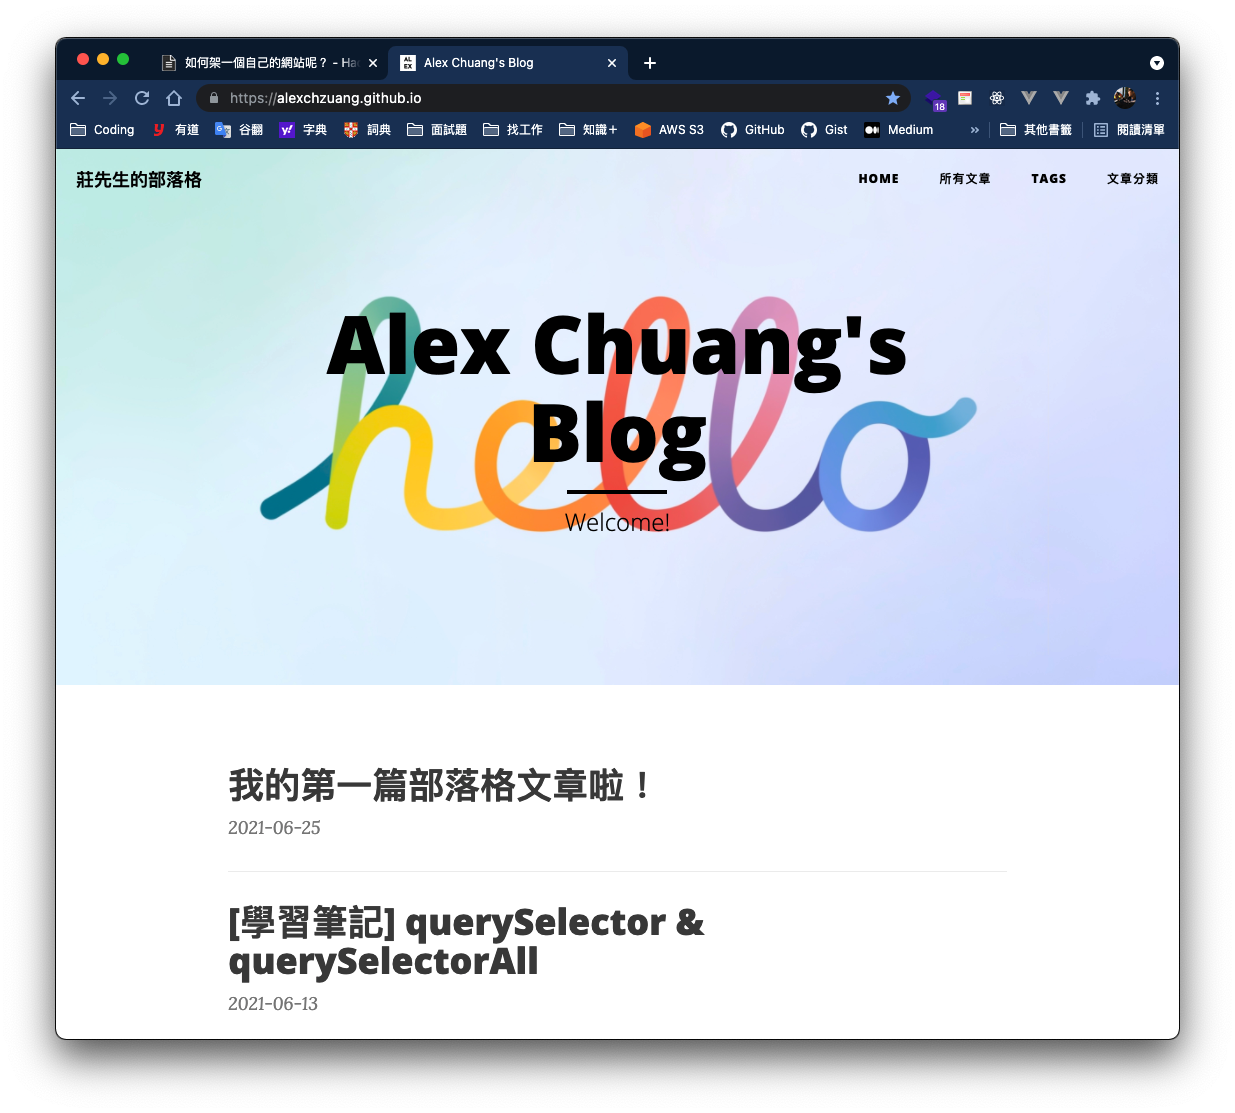 如何架一個自己的網站呢？ - Ha
Alex Chuang's Blog
https://alexchzuang.github.io
18
Coding 有道 谷翻 字典 詞典 面試題 找工作 知識+ AWS S3 GitHub Gist Medium » 其他書籤 閱讀清單
莊先生的部落格 HOME 所有文章 TAGS 文章分類
hello
Alex Chuang's
Blog
Welcome!
我的第一篇部落格文章啦！
2021-06-25
[學習筆記] querySelector &
querySelectorAll
2021-06-13